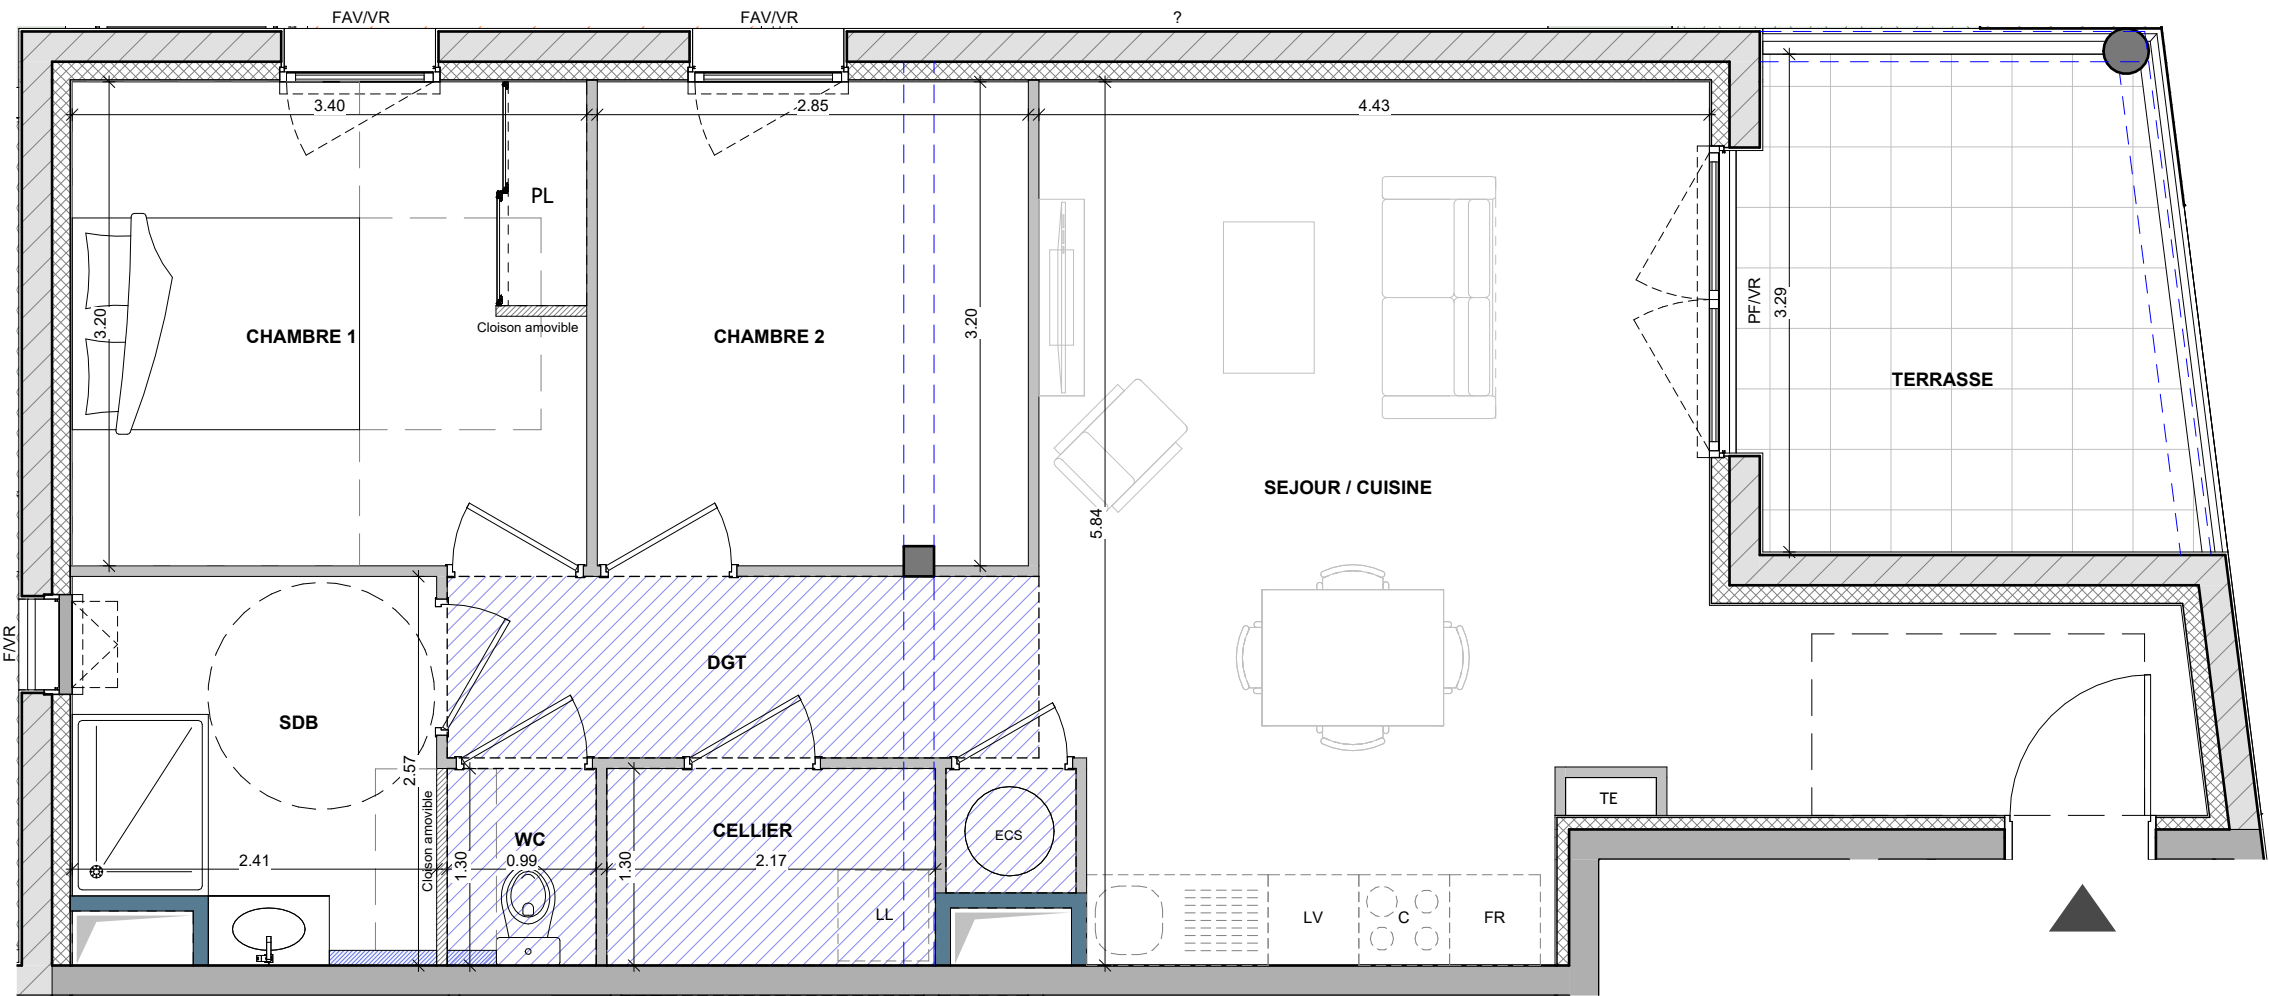 FAV/VR
FAV/VR
?
3.40
2.85
4.43
PL
3.20
Cloison amovible
CHAMBRE 1
CHAMBRE 2
3.20
PF/VR
3.29
TERRASSE
SEJOUR / CUISINE
5.84
F/VR
DGT
SDB
2.57
Cloison amovible
TE
WC
CELLIER
ECS
2.41
1.30
0.99
1.30
2.17
LL
LV
C
FR